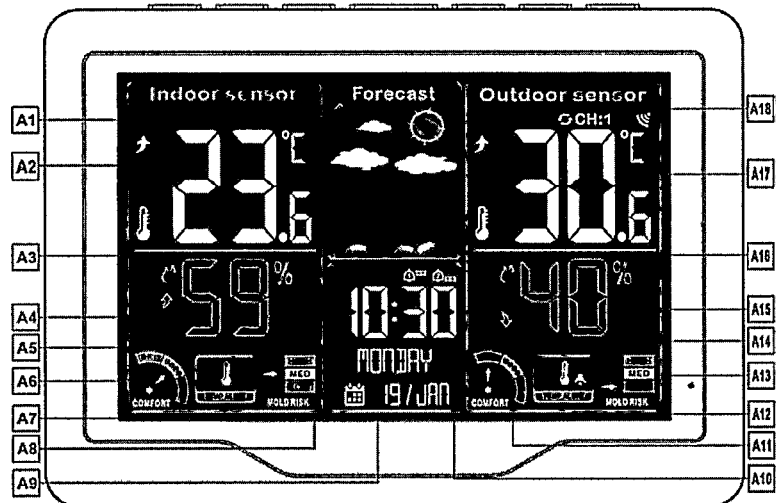 Indoor sensor
Forecast
Outdoor sensor
CH:1
23.6 °C
30.6 °C
59 %
10:30
40 %
MONDAY
19/JAN
COMFORT
MOLD RISK
COMFORT
MED
MOLD RISK
MED
A1
A2
A3
A4
A5
A6
A7
A8
A9
A18
A17
A16
A15
A14
A13
A12
A11
A10